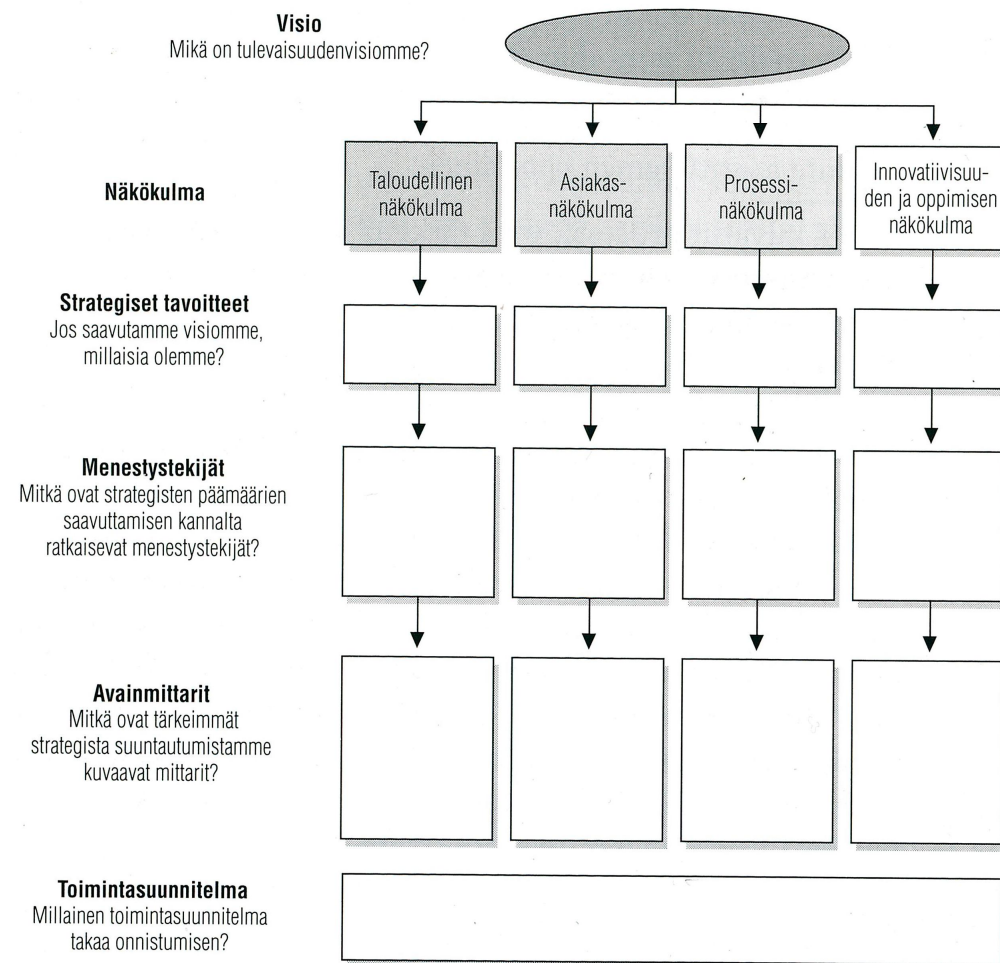 Visio
Mikä on tulevaisuudenvisiomme?
Näkökulma
Taloudellinen
näkökulma
Asiakas-
näkökulma
Prosessi-
näkökulma
Innovatiivisuu-
den ja oppimisen
näkökulma
Strategiset tavoitteet
Jos saavutamme visiomme,
millaisia olemme?
Menestystekijät
Mitkä ovat strategisten päämäärien
saavuttamisen kannalta
ratkaisevat menestystekijät?
Avainmittarit
Mitkä ovat tärkeimmät
strategista suuntautumistamme
kuvaavat mittarit?
Toimintasuunnitelma
Millainen toimintasuunnitelma
takaa onnistumisen?